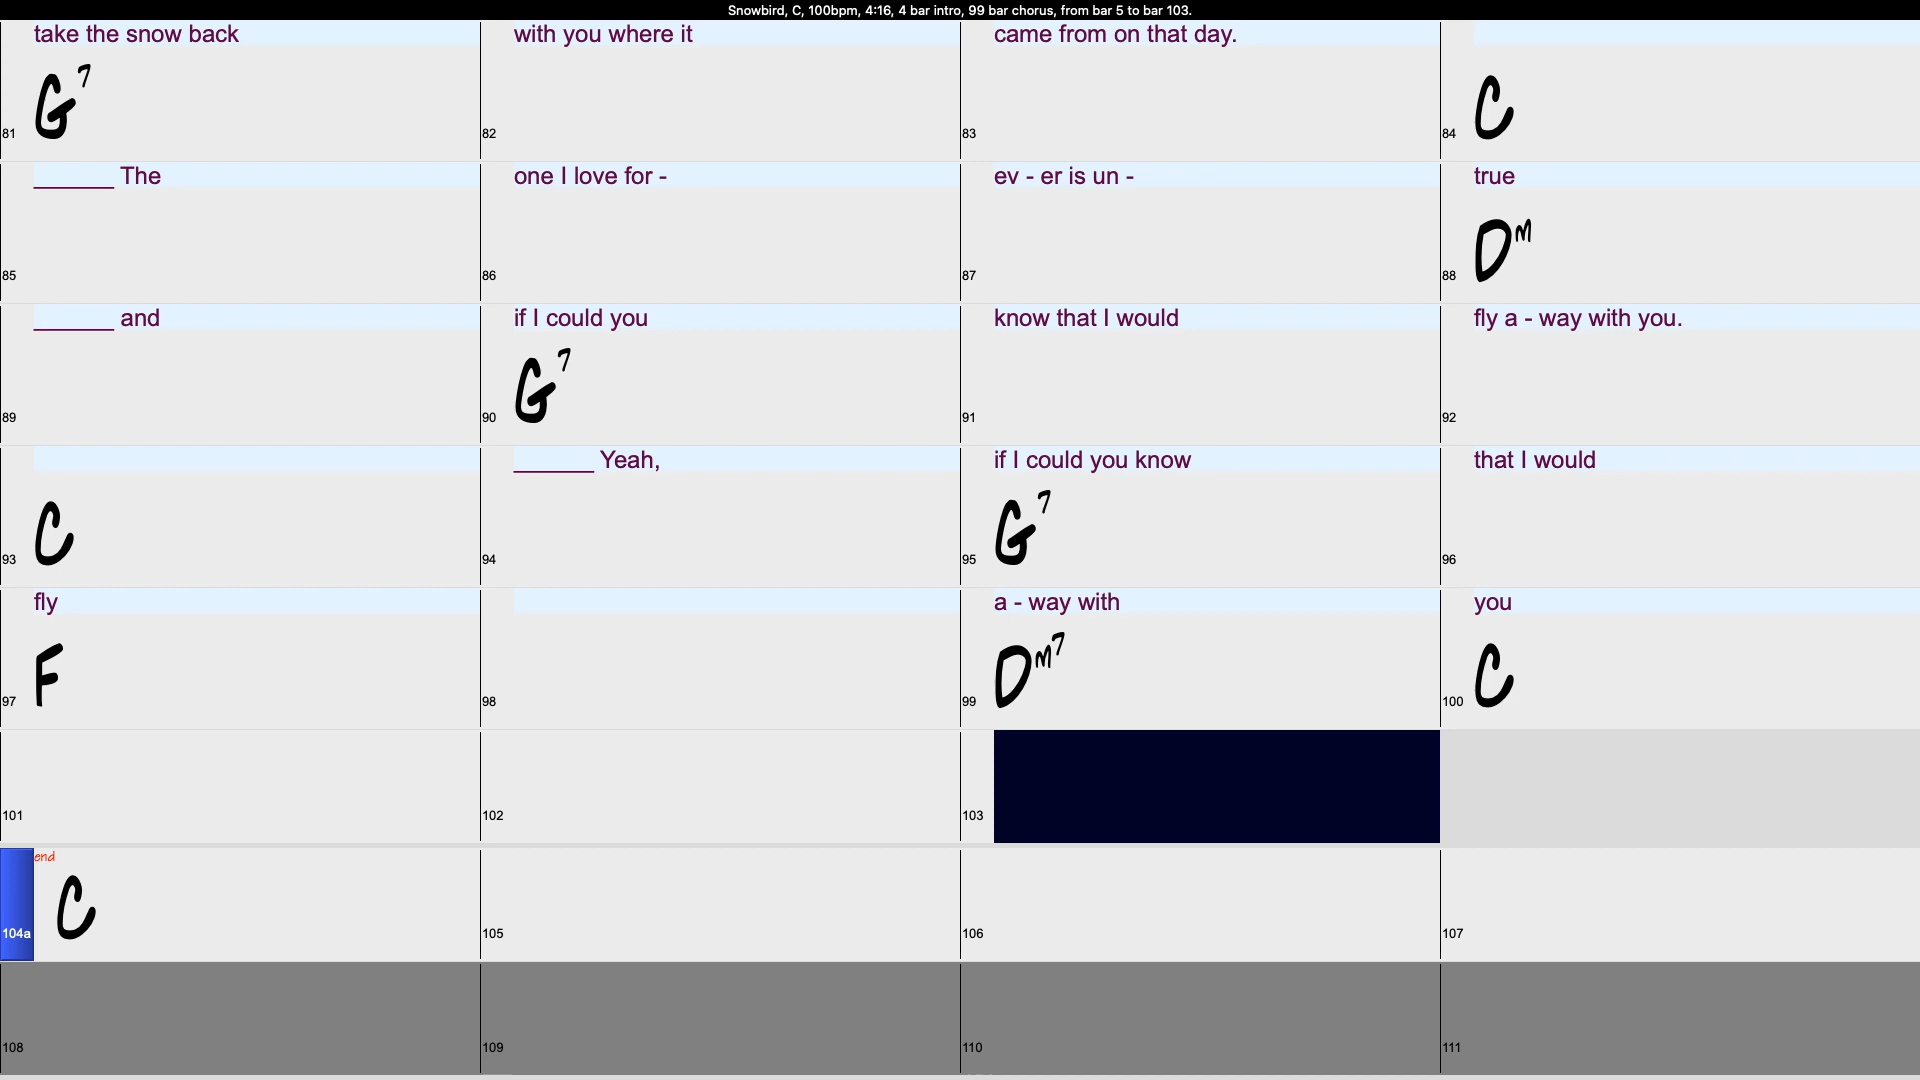 Snowbird, C, 100bpm, 4:16, 4 bar intro, 99 bar chorus, from bar 5 to bar 103.
take the snow back with you where it came from on that day.
G7 C
81 82 83 84
______ The one I love for - ev - er is un - true
Dm
85 86 87 88
______ and if I could you know that I would fly a - way with you.
G7
89 90 91 92
______ Yeah, if I could you know that I would
C G7
93 94 95 96
fly a - way with you
F Dm7 C
97 98 99 100
101 102 103
end
C
104a 105 106 107
108 109 110 111